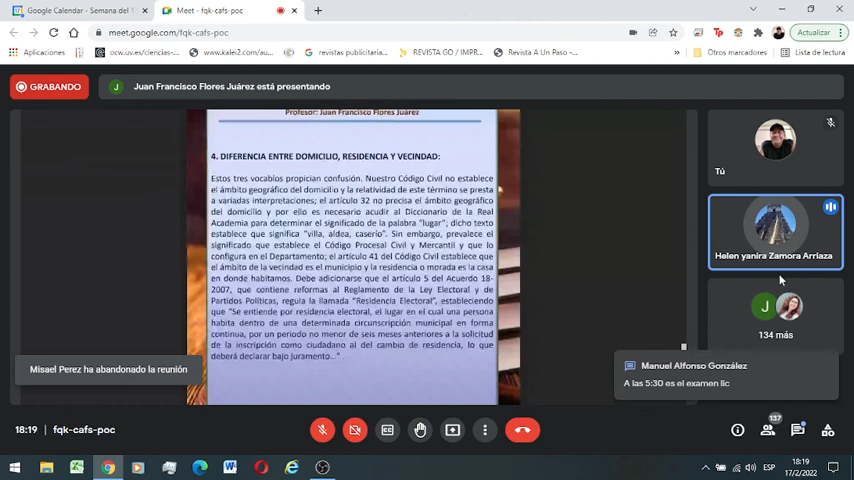 Google Calendar - Semana del 1
Meet - fqk-cafs-poc
meet.google.com/fqk-cafs-poc
Actualizar
Aplicaciones
ocw.uv.es/ciencias-...
www.kalei2.com/au...
revistas publicitaria...
REVISTA GO / IMPR...
Revista A Un Paso -...
Otros marcadores
Lista de lectura
GRABANDO
J
Juan Francisco Flores Juárez está presentando
Profesor: Juan Francisco Flores Juárez
4. DIFERENCIA ENTRE DOMICILIO, RESIDENCIA Y VECINDAD:
Estos tres vocablos propician confusión. Nuestro Código Civil no establece
el ámbito geográfico del domicilio y la relatividad de este término se presta
a variadas interpretaciones; el artículo 32 no precisa el ámbito geográfico
del domicilio y por ello es necesario acudir al Diccionario de la Real
Academia para determinar el significado de la palabra "lugar"; dicho texto
establece que significa "villa, aldea, caserío". Sin embargo, prevalece el
significado que establece el Código Procesal Civil y Mercantil y que lo
configura en el Departamento; el artículo 41 del Código Civil establece que
el ámbito de la vecindad es el municipio y la residencia o morada es la casa
en donde habitamos. Debe adicionarse que el artículo 5 del Acuerdo 18-
2007, que contiene reformas al Reglamento de la Ley Electoral y de
Partidos Políticas, regula la llamada "Residencia Electoral", estableciendo
que "Se entiende por residencia electoral, el lugar en el cual una persona
habita dentro de una determinada circunscripción municipal en forma
continua, por un periodo no menor de seis meses anteriores a la solicitud
de la inscripción como ciudadano al del cambio de residencia, lo que
deberá declarar bajo juramento..."
Tú
Helen yanira Zamora Arriaza
J
134 más
Misael Perez ha abandonado la reunión
Manuel Alfonso González
A las 5:30 es el examen lic
18:19
fqk-cafs-poc
137
ESP
18:19
17/2/2022